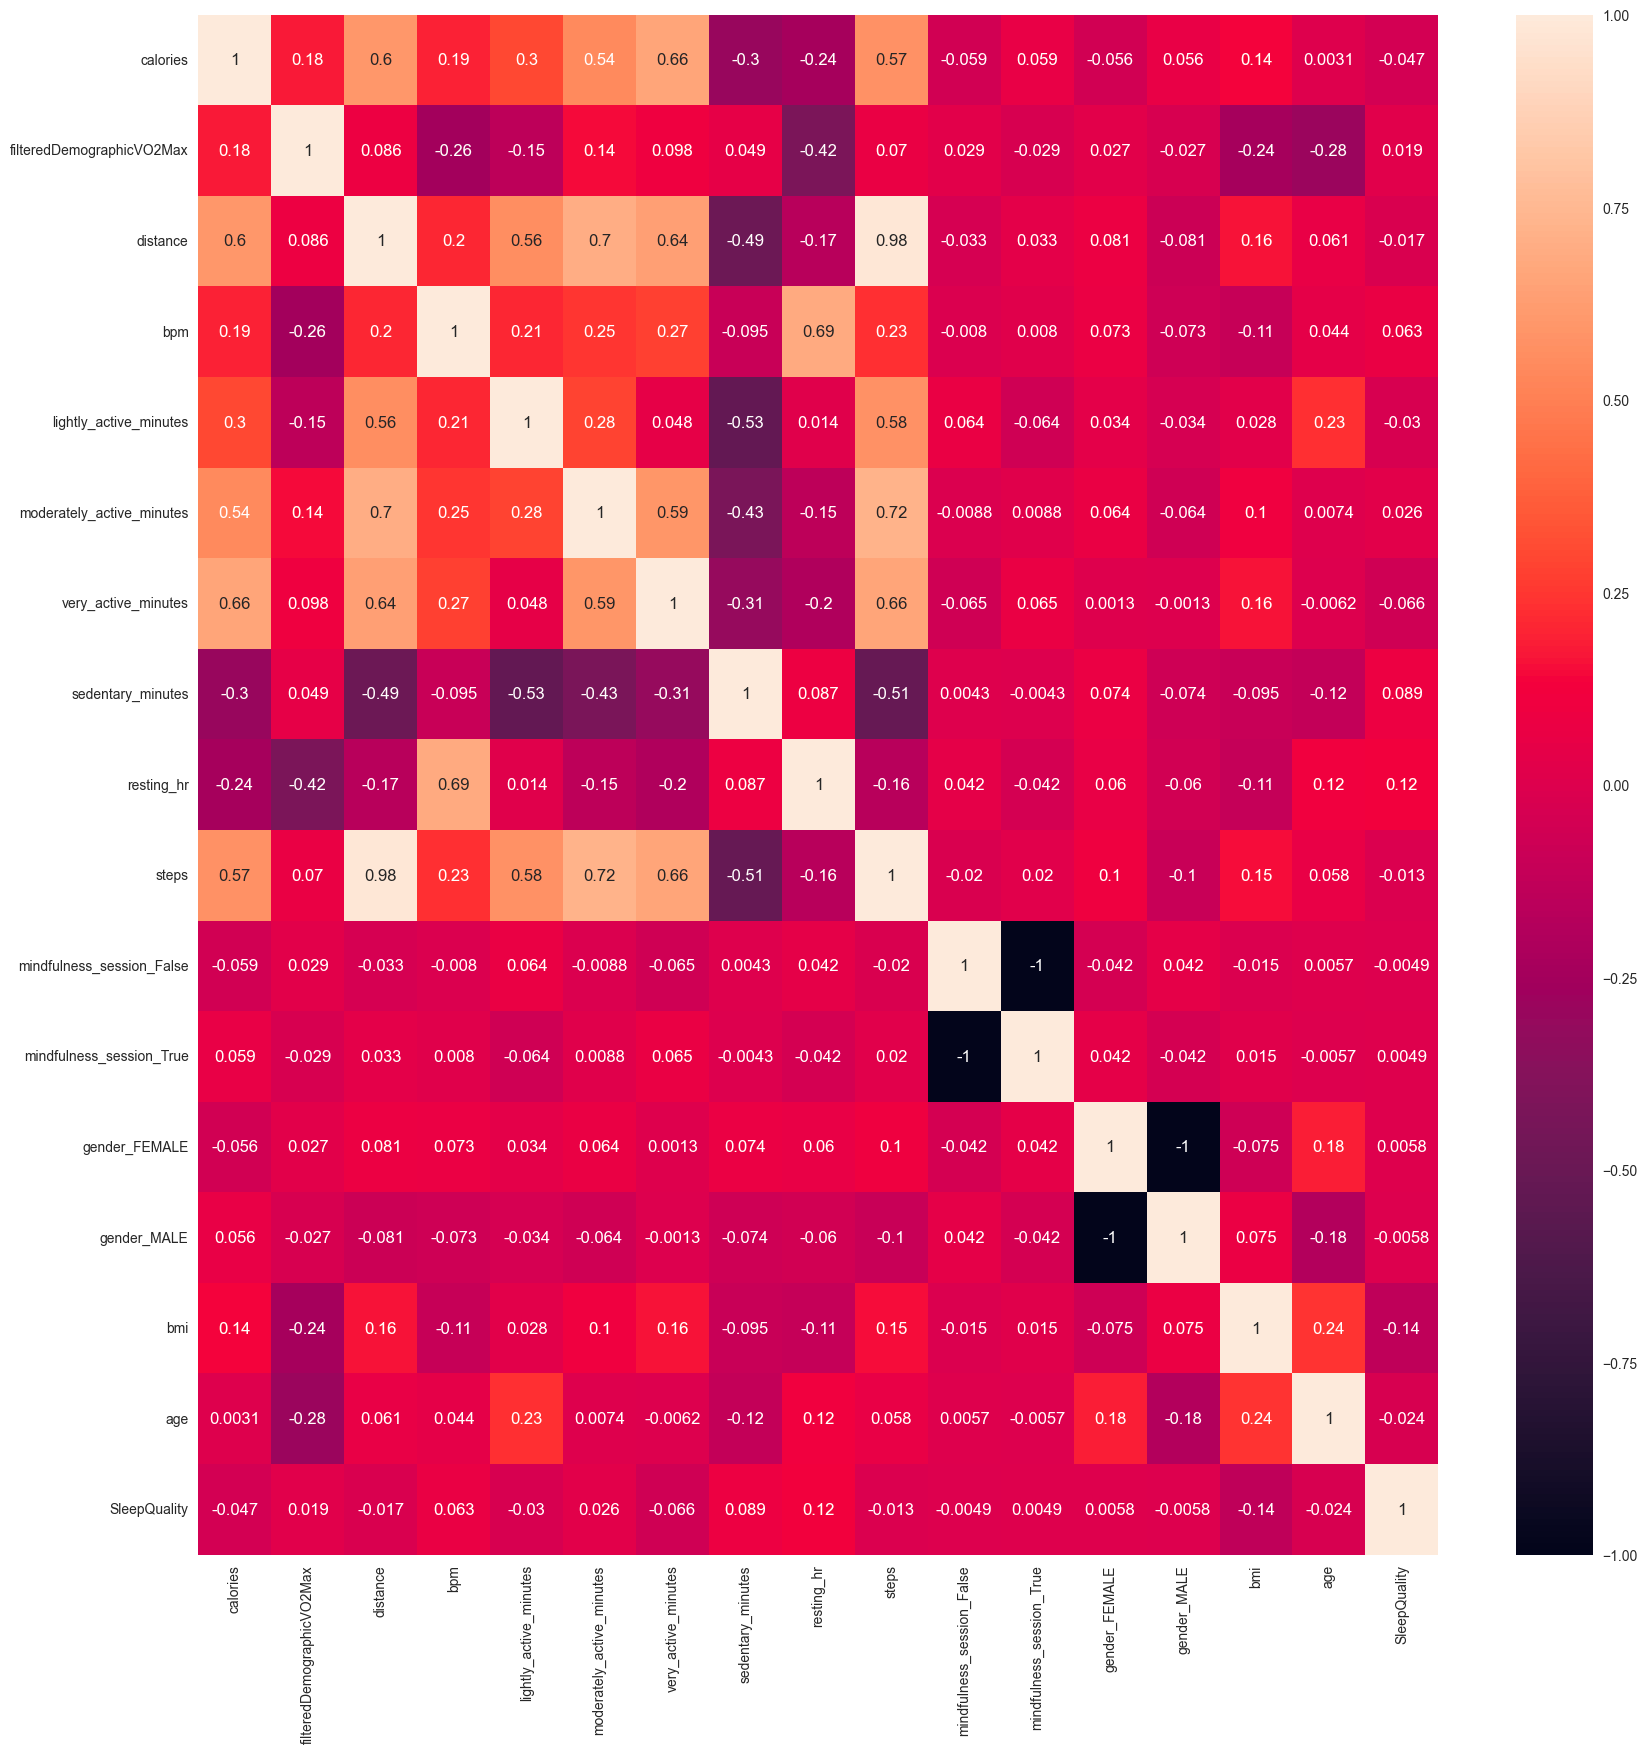 calories 1 0.18 0.6 0.19 0.3 0.54 0.66 -0.3 -0.24 0.57 -0.059 0.059 -0.056 0.056 0.14 0.0031 -0.047
filteredDemographicVO2Max 0.18 1 0.086 -0.26 -0.15 0.14 0.098 0.049 -0.42 0.07 0.029 -0.029 0.027 -0.027 -0.24 -0.28 0.019
distance 0.6 0.086 1 0.2 0.56 0.7 0.64 -0.49 -0.17 0.98 -0.033 0.033 0.081 -0.081 0.16 0.061 -0.017
bpm 0.19 -0.26 0.2 1 0.21 0.25 0.27 -0.095 0.69 0.23 -0.008 0.008 0.073 -0.073 -0.11 0.044 0.063
lightly_active_minutes 0.3 -0.15 0.56 0.21 1 0.28 0.048 -0.53 0.014 0.58 0.064 -0.064 0.034 -0.034 0.028 0.23 -0.03
moderately_active_minutes 0.54 0.14 0.7 0.25 0.28 1 0.59 -0.43 -0.15 0.72 -0.0088 0.0088 0.064 -0.064 0.1 0.0074 0.026
very_active_minutes 0.66 0.098 0.64 0.27 0.048 0.59 1 -0.31 -0.2 0.66 -0.065 0.065 0.0013 -0.0013 0.16 -0.0062 -0.066
sedentary_minutes -0.3 0.049 -0.49 -0.095 -0.53 -0.43 -0.31 1 0.087 -0.51 0.0043 -0.0043 0.074 -0.074 -0.095 -0.12 0.089
resting_hr -0.24 -0.42 -0.17 0.69 0.014 -0.15 -0.2 0.087 1 -0.16 0.042 -0.042 0.06 -0.06 -0.11 0.12 0.12
steps 0.57 0.07 0.98 0.23 0.58 0.72 0.66 -0.51 -0.16 1 -0.02 0.02 0.1 -0.1 0.15 0.058 -0.013
mindfulness_session_False -0.059 0.029 -0.033 -0.008 0.064 -0.0088 -0.065 0.0043 0.042 -0.02 1 -1 -0.042 0.042 -0.015 0.0057 -0.0049
mindfulness_session_True 0.059 -0.029 0.033 0.008 -0.064 0.0088 0.065 -0.0043 -0.042 0.02 -1 1 0.042 -0.042 0.015 -0.0057 0.0049
gender_FEMALE -0.056 0.027 0.081 0.073 0.034 0.064 0.0013 0.074 0.06 0.1 -0.042 0.042 1 -1 -0.075 0.18 0.0058
gender_MALE 0.056 -0.027 -0.081 -0.073 -0.034 -0.064 -0.0013 -0.074 -0.06 -0.1 0.042 -0.042 -1 1 0.075 -0.18 -0.0058
bmi 0.14 -0.24 0.16 -0.11 0.028 0.1 0.16 -0.095 -0.11 0.15 -0.015 0.015 -0.075 0.075 1 0.24 -0.14
age 0.0031 -0.28 0.061 0.044 0.23 0.0074 -0.0062 -0.12 0.12 0.058 0.0057 -0.0057 0.18 -0.18 0.24 1 -0.024
SleepQuality -0.047 0.019 -0.017 0.063 -0.03 0.026 -0.066 0.089 0.12 -0.013 -0.0049 0.0049 0.0058 -0.0058 -0.14 -0.024 1
calories
filteredDemographicVO2Max
distance
bpm
lightly_active_minutes
moderately_active_minutes
very_active_minutes
sedentary_minutes
resting_hr
steps
mindfulness_session_False
mindfulness_session_True
gender_FEMALE
gender_MALE
bmi
age
SleepQuality
1.00
0.75
0.50
0.25
0.00
−0.25
−0.50
−0.75
−1.00